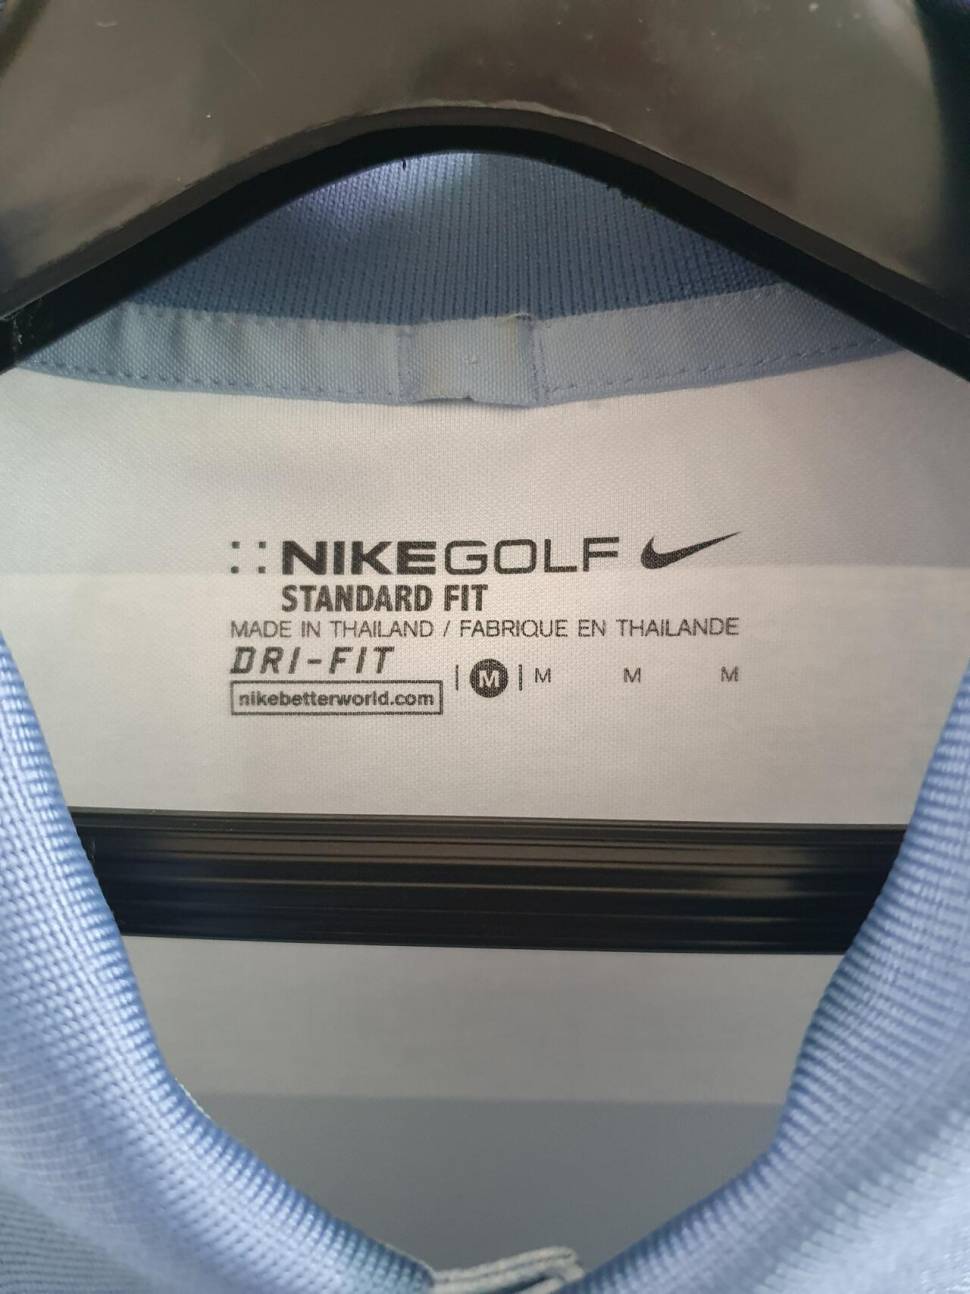 NIKEGOLF
STANDARD FIT
MADE IN THAILAND / FABRIQUE EN THAILANDE
DRI-FIT
nikebetterworld.com
| M | M M M